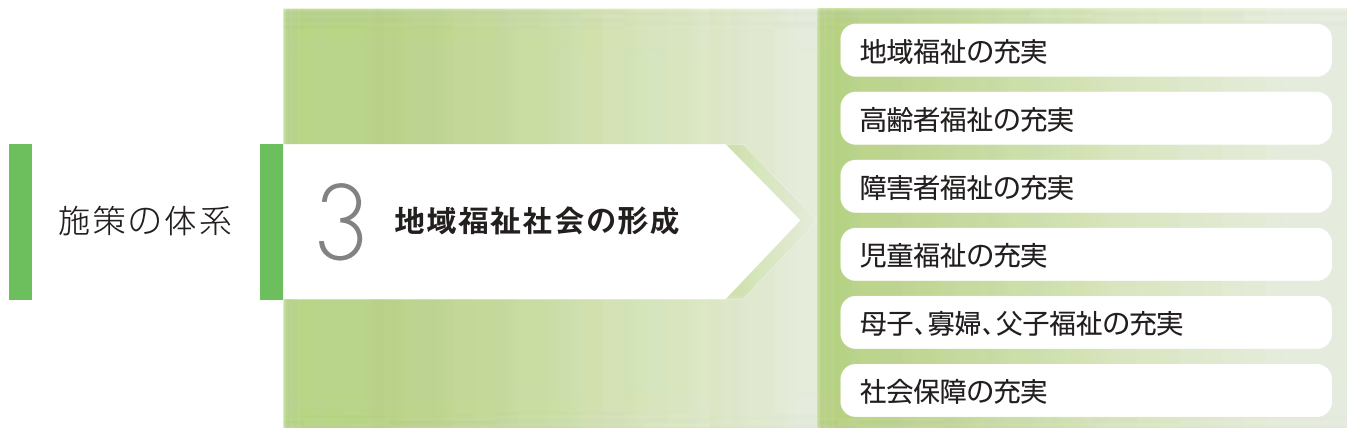 施策の体系
3 地域福祉社会の形成
地域福祉の充実
高齢者福祉の充実
障害者福祉の充実
児童福祉の充実
母子、寡婦、父子福祉の充実
社会保障の充実